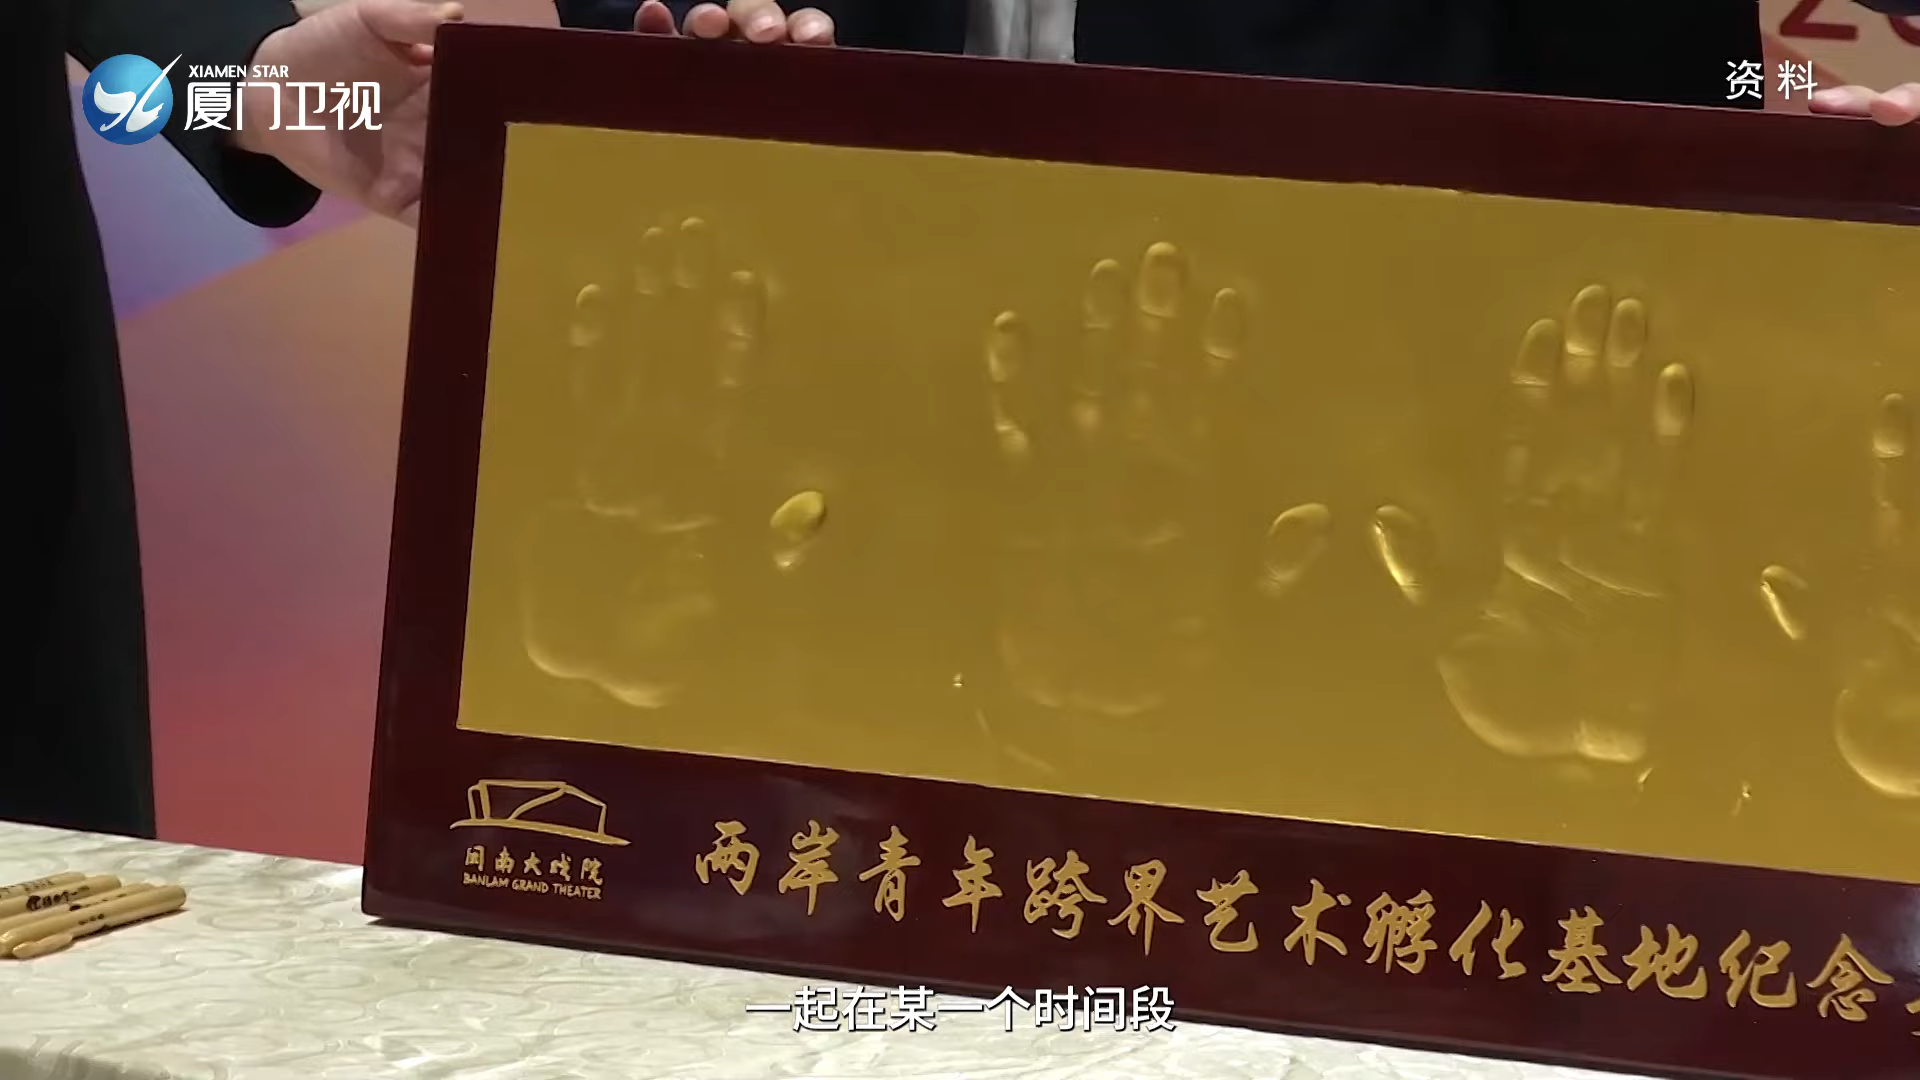 XIAMEN STAR
厦门卫视
资料
闽南大戏院
BANLAM GRAND THEATER
两岸青年跨界艺术孵化基地纪念
一起在某一个时间段